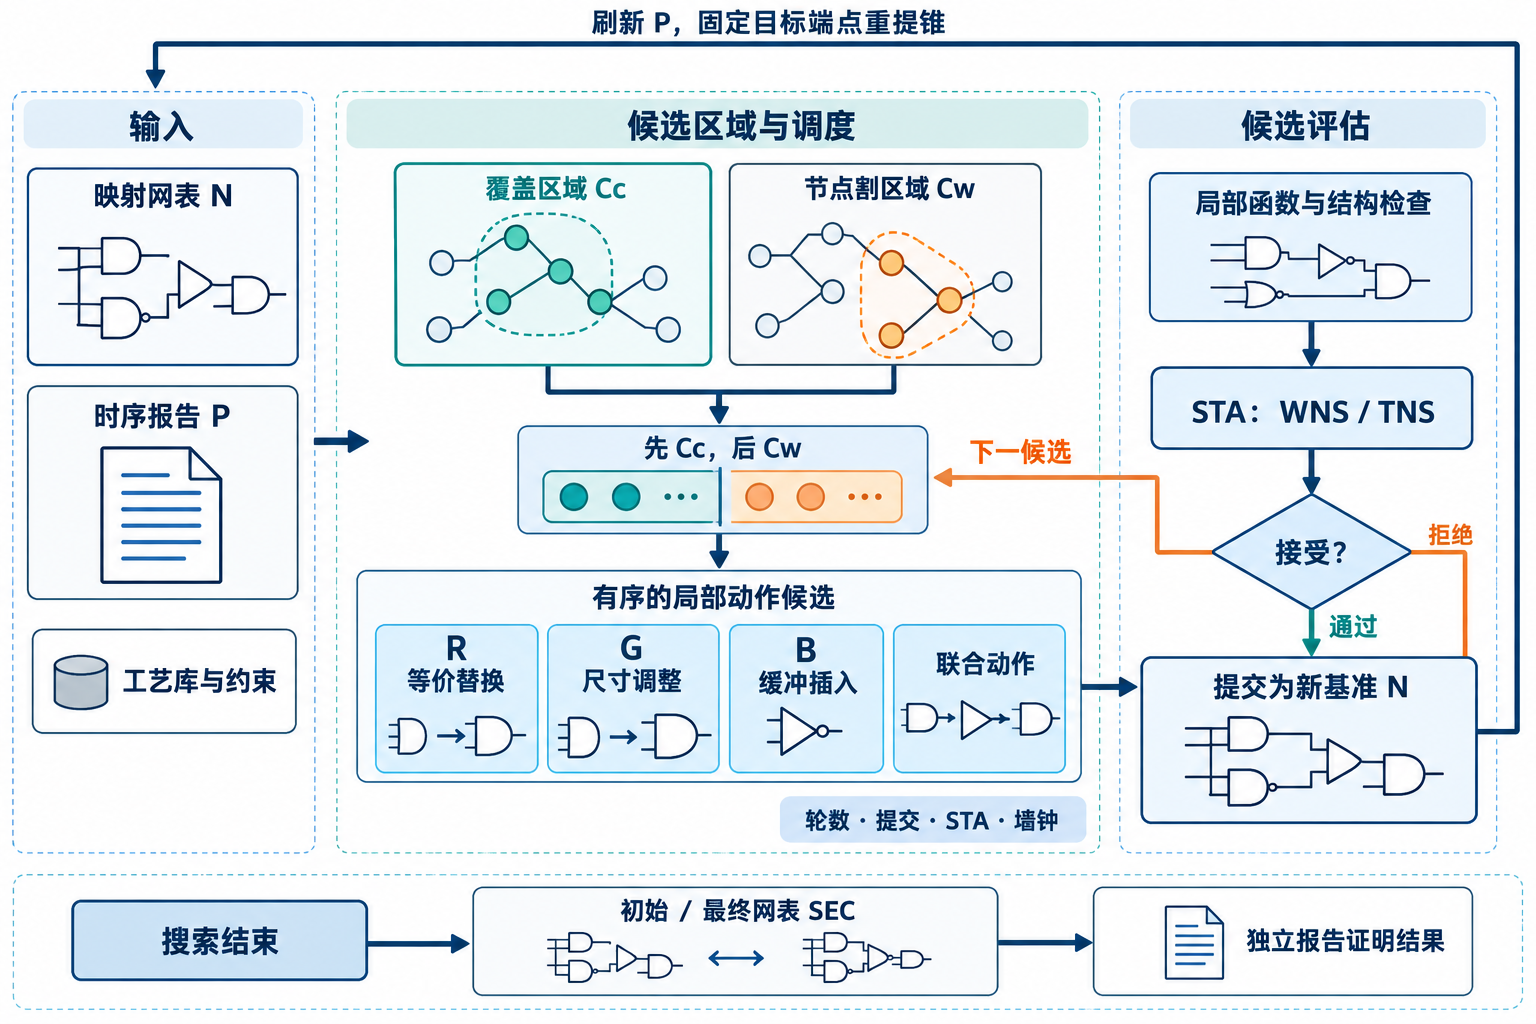 刷新 P，固定目标端点重提锥
输入
映射网表 N
时序报告 P
工艺库与约束
候选区域与调度
覆盖区域 Cc
节点割区域 Cw
先 Cc，后 Cw
有序的局部动作候选
R
等价替换
G
尺寸调整
B
缓冲插入
联合动作
轮数 · 提交 · STA · 墙钟
候选评估
局部函数与结构检查
STA：WNS / TNS
下一候选
接受？
拒绝
通过
提交为新基准 N
搜索结束
初始 / 最终网表 SEC
独立报告证明结果